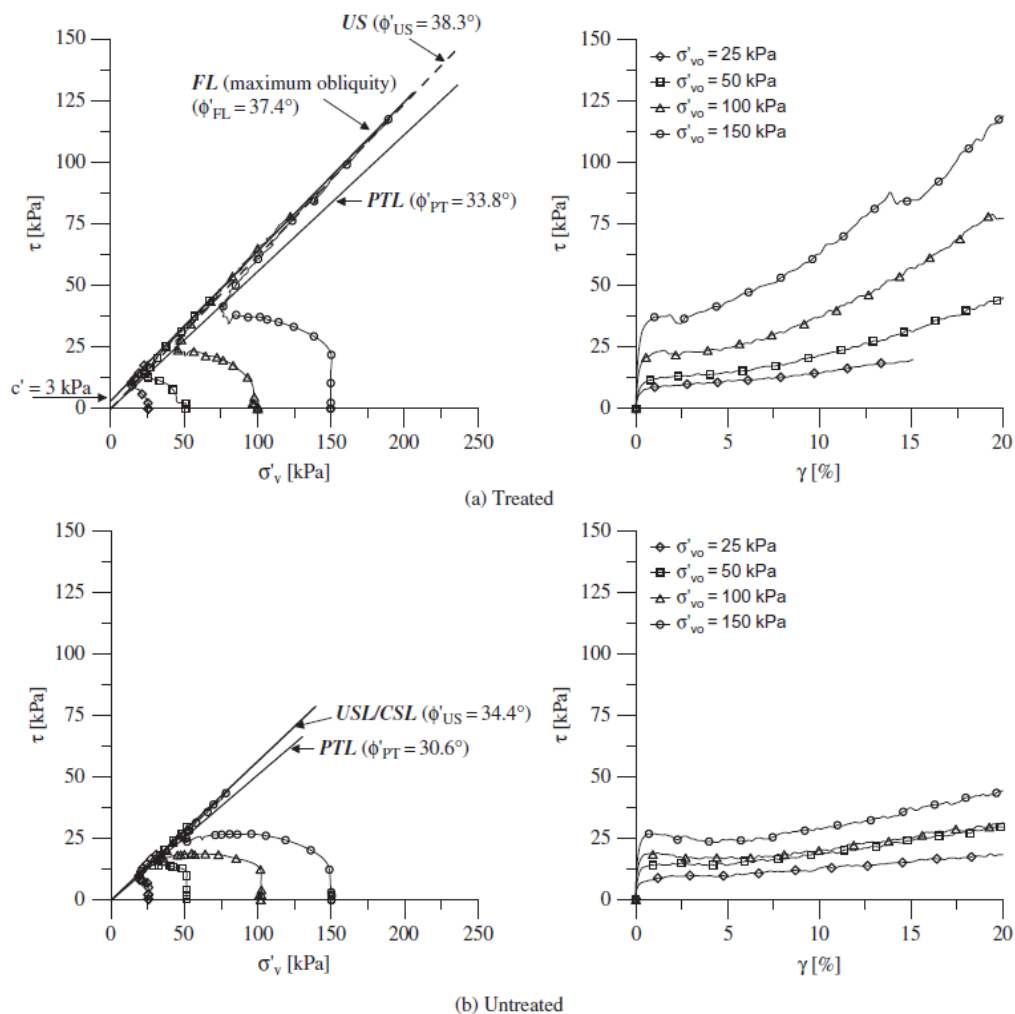 US (ϕ'US = 38.3°)
FL (maximum obliquity)
(ϕ'FL = 37.4°)
PTL (ϕ'PT = 33.8°)
c' = 3 kPa
τ [kPa]
150
125
100
75
50
25
0
0 50 100 150 200 250
σ'v [kPa]
σ'vo = 25 kPa
σ'vo = 50 kPa
σ'vo = 100 kPa
σ'vo = 150 kPa
τ [kPa]
150
125
100
75
50
25
0
0 5 10 15 20
γ [%]
(a) Treated
USL/CSL (ϕ'US = 34.4°)
PTL (ϕ'PT = 30.6°)
τ [kPa]
150
125
100
75
50
25
0
0 50 100 150 200 250
σ'v [kPa]
σ'vo = 25 kPa
σ'vo = 50 kPa
σ'vo = 100 kPa
σ'vo = 150 kPa
τ [kPa]
150
125
100
75
50
25
0
0 5 10 15 20
γ [%]
(b) Untreated